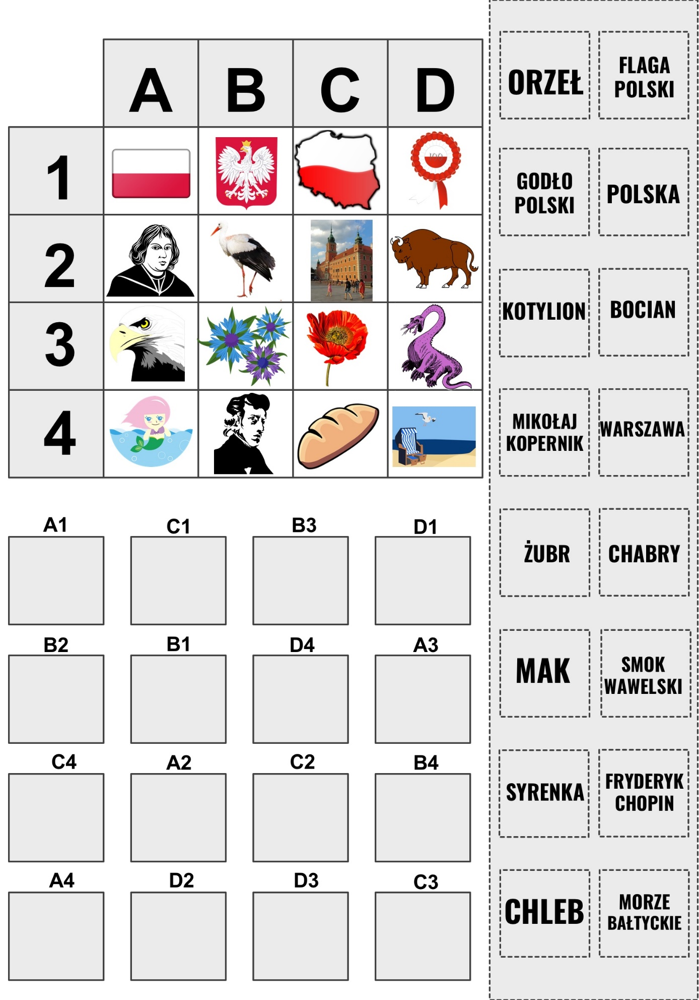 A B C D
1
2
3
4
100
A1 C1 B3 D1
B2 B1 D4 A3
C4 A2 C2 B4
A4 D2 D3 C3
ORZEŁ
FLAGA
POLSKI
GODŁO
POLSKI
POLSKA
KOTYLION
BOCIAN
MIKOŁAJ
KOPERNIK
WARSZAWA
ŻUBR
CHABRY
MAK
SMOK
WAWELSKI
SYRENKA
FRYDERYK
CHOPIN
CHLEB
MORZE
BAŁTYCKIE